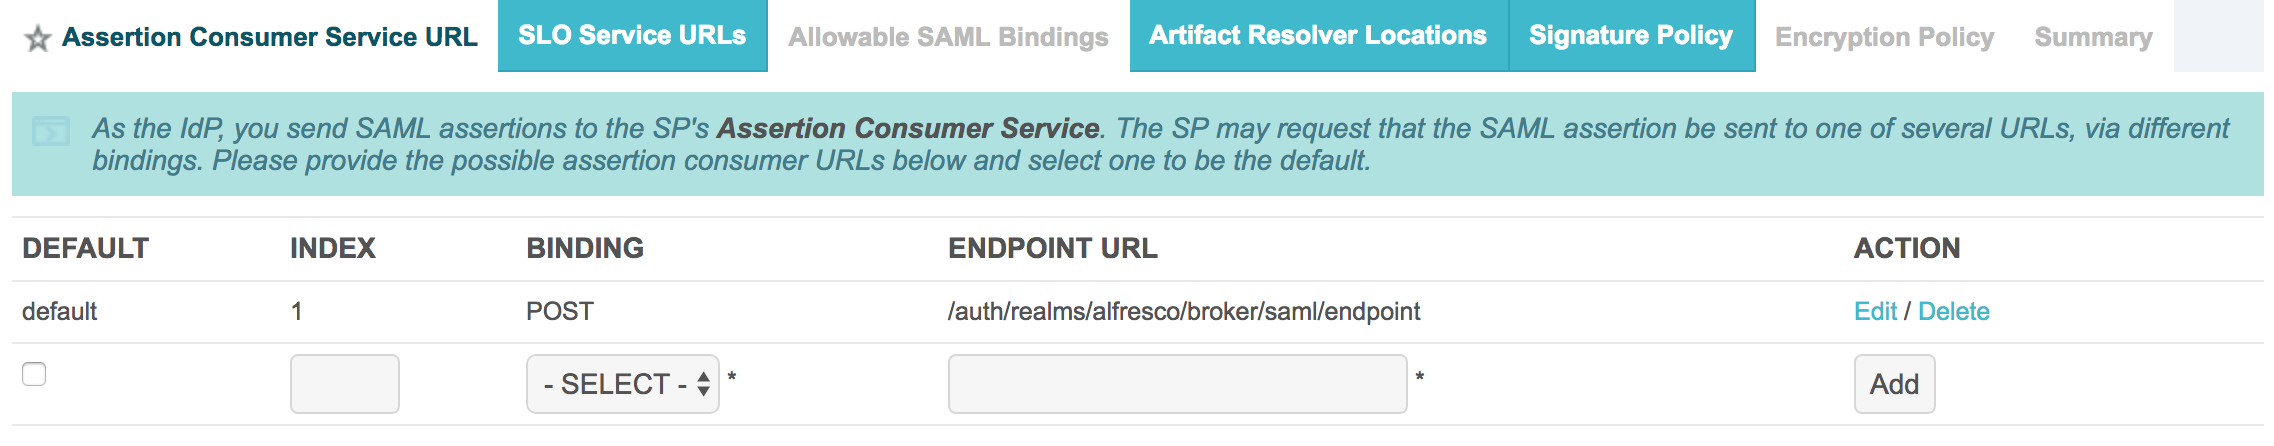 Assertion Consumer Service URL SLO Service URLs Allowable SAML Bindings Artifact Resolver Locations Signature Policy Encryption Policy Summary
As the IdP, you send SAML assertions to the SP's Assertion Consumer Service. The SP may request that the SAML assertion be sent to one of several URLs, via different
bindings. Please provide the possible assertion consumer URLs below and select one to be the default.
DEFAULT INDEX BINDING ENDPOINT URL ACTION
default 1 POST /auth/realms/alfresco/broker/saml/endpoint Edit / Delete
- SELECT - * * Add